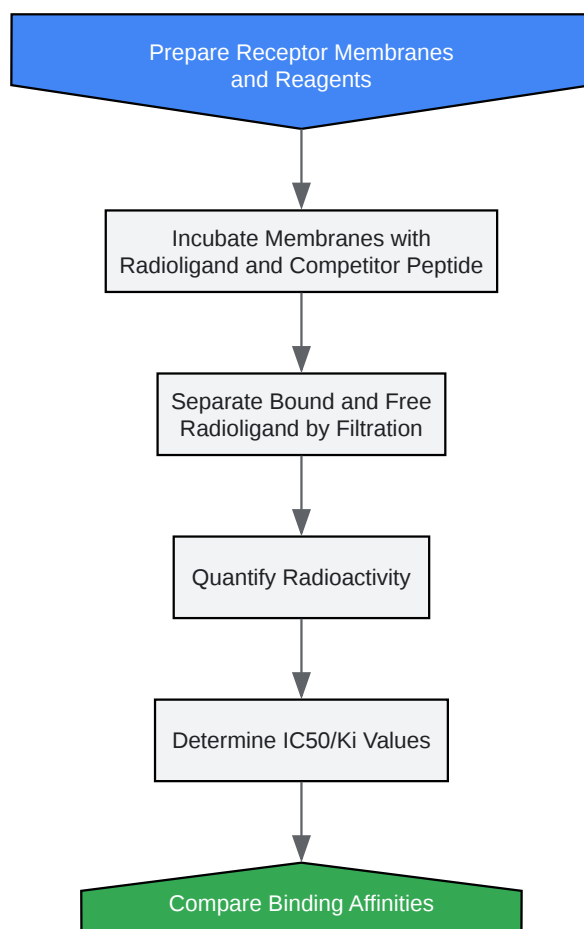 Prepare Receptor Membranes
and Reagents
Incubate Membranes with
Radioligand and Competitor Peptide
Separate Bound and Free
Radioligand by Filtration
Quantify Radioactivity
Determine IC50/Ki Values
Compare Binding Affinities